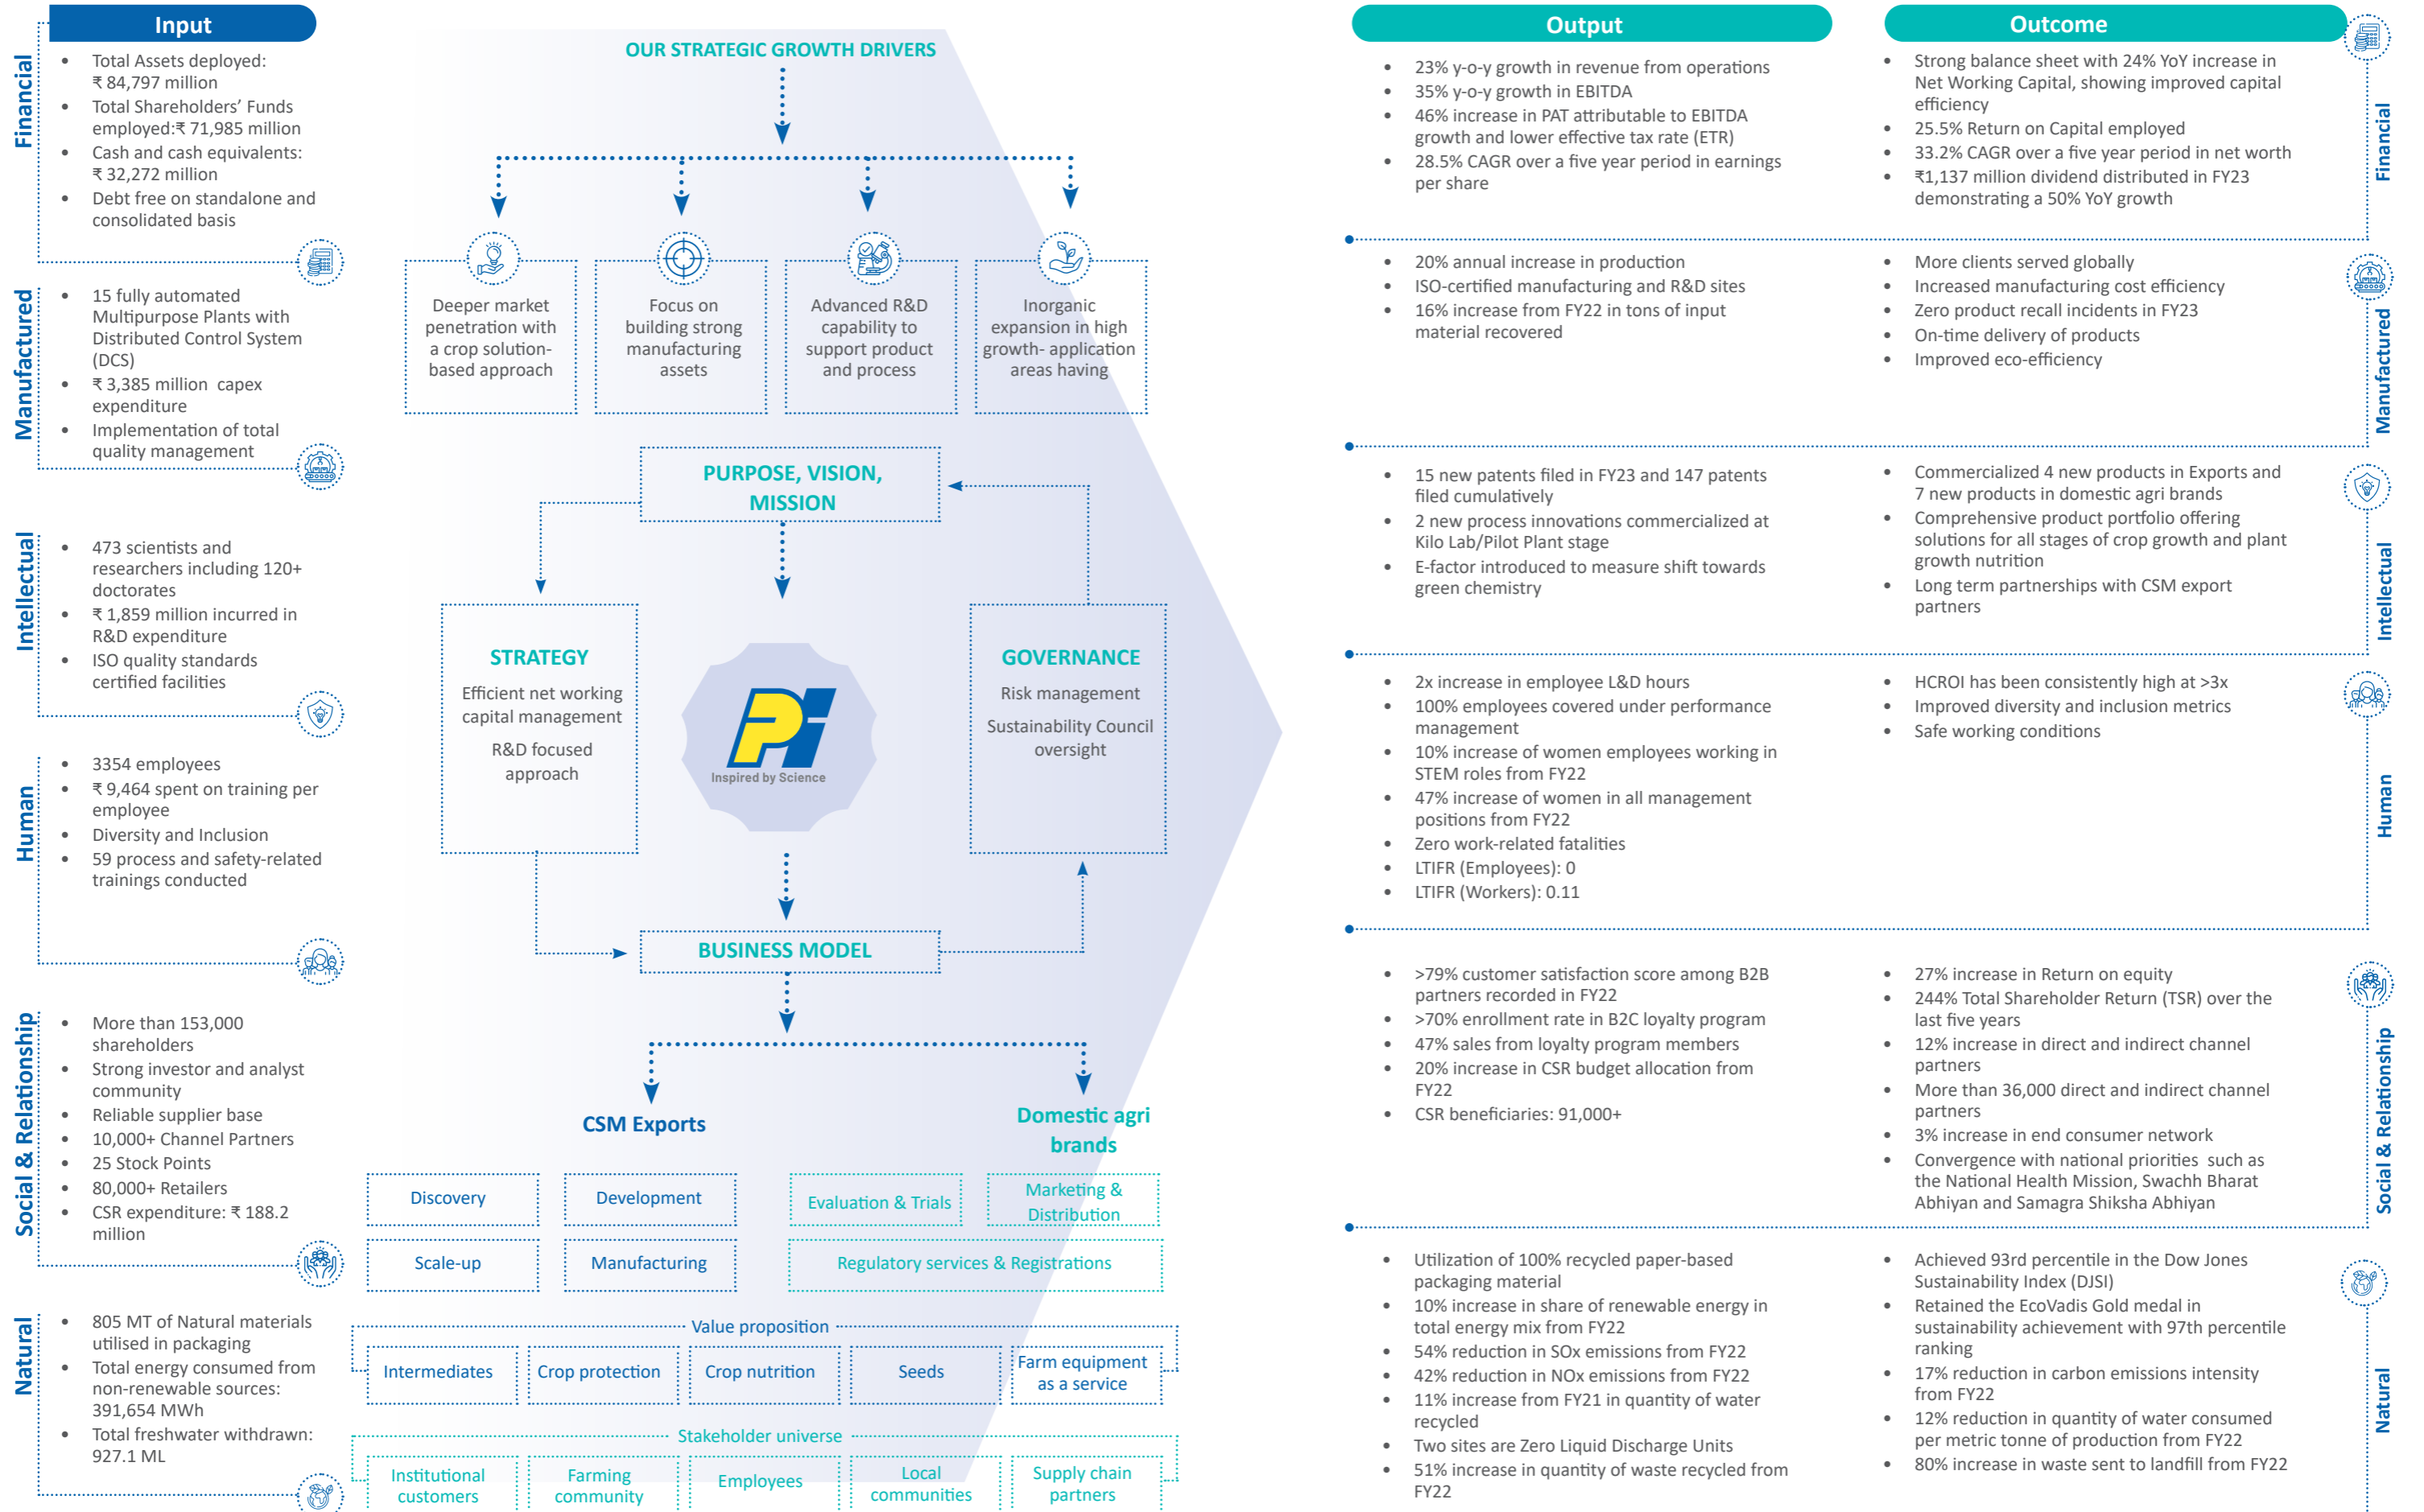 Input
Financial
• Total Assets deployed:
₹ 84,797 million
• Total Shareholders' Funds
employed:₹ 71,985 million
• Cash and cash equivalents:
₹ 32,272 million
• Debt free on standalone and
consolidated basis
Manufactured
• 15 fully automated
Multipurpose Plants with
Distributed Control System
(DCS)
• ₹ 3,385 million capex
expenditure
• Implementation of total
quality management
Intellectual
• 473 scientists and
researchers including 120+
doctorates
• ₹ 1,859 million incurred in
R&D expenditure
• ISO quality standards
certified facilities
Human
• 3354 employees
• ₹ 9,464 spent on training per
employee
• Diversity and Inclusion
• 59 process and safety-related
trainings conducted
Social & Relationship
• More than 153,000
shareholders
• Strong investor and analyst
community
• Reliable supplier base
• 10,000+ Channel Partners
• 25 Stock Points
• 80,000+ Retailers
• CSR expenditure: ₹ 188.2
million
Natural
• 805 MT of Natural materials
utilised in packaging
• Total energy consumed from
non-renewable sources:
391,654 MWh
• Total freshwater withdrawn:
927.1 ML
OUR STRATEGIC GROWTH DRIVERS
Deeper market
penetration with
a crop solution-
based approach
Focus on
building strong
manufacturing
assets
Advanced R&D
capability to
support product
and process
Inorganic
expansion in high
growth- application
areas having
PURPOSE, VISION,
MISSION
STRATEGY
Efficient net working
capital management
R&D focused
approach
Pi
Inspired by Science
GOVERNANCE
Risk management
Sustainability Council
oversight
BUSINESS MODEL
CSM Exports
Discovery
Development
Scale-up
Manufacturing
Domestic agri
brands
Evaluation & Trials
Marketing &
Distribution
Regulatory services & Registrations
Value proposition
Intermediates
Crop protection
Crop nutrition
Seeds
Farm equipment
as a service
Stakeholder universe
Institutional
customers
Farming
community
Employees
Local
communities
Supply chain
partners
Output
Outcome
• 23% y-o-y growth in revenue from operations
• 35% y-o-y growth in EBITDA
• 46% increase in PAT attributable to EBITDA
growth and lower effective tax rate (ETR)
• 28.5% CAGR over a five year period in earnings
per share
• Strong balance sheet with 24% YoY increase in
Net Working Capital, showing improved capital
efficiency
• 25.5% Return on Capital employed
• 33.2% CAGR over a five year period in net worth
• ₹1,137 million dividend distributed in FY23
demonstrating a 50% YoY growth
Financial
• 20% annual increase in production
• ISO-certified manufacturing and R&D sites
• 16% increase from FY22 in tons of input
material recovered
• More clients served globally
• Increased manufacturing cost efficiency
• Zero product recall incidents in FY23
• On-time delivery of products
• Improved eco-efficiency
Manufactured
• 15 new patents filed in FY23 and 147 patents
filed cumulatively
• 2 new process innovations commercialized at
Kilo Lab/Pilot Plant stage
• E-factor introduced to measure shift towards
green chemistry
• Commercialized 4 new products in Exports and
7 new products in domestic agri brands
• Comprehensive product portfolio offering
solutions for all stages of crop growth and plant
growth nutrition
• Long term partnerships with CSM export
partners
Intellectual
• 2x increase in employee L&D hours
• 100% employees covered under performance
management
• 10% increase of women employees working in
STEM roles from FY22
• 47% increase of women in all management
positions from FY22
• Zero work-related fatalities
• LTIFR (Employees): 0
• LTIFR (Workers): 0.11
• HCROI has been consistently high at >3x
• Improved diversity and inclusion metrics
• Safe working conditions
Human
• >79% customer satisfaction score among B2B
partners recorded in FY22
• >70% enrollment rate in B2C loyalty program
• 47% sales from loyalty program members
• 20% increase in CSR budget allocation from
FY22
• CSR beneficiaries: 91,000+
• 27% increase in Return on equity
• 244% Total Shareholder Return (TSR) over the
last five years
• 12% increase in direct and indirect channel
partners
• More than 36,000 direct and indirect channel
partners
• 3% increase in end consumer network
• Convergence with national priorities such as
the National Health Mission, Swachh Bharat
Abhiyan and Samagra Shiksha Abhiyan
Social & Relationship
• Utilization of 100% recycled paper-based
packaging material
• 10% increase in share of renewable energy in
total energy mix from FY22
• 54% reduction in SOx emissions from FY22
• 42% reduction in NOx emissions from FY22
• 11% increase from FY21 in quantity of water
recycled
• Two sites are Zero Liquid Discharge Units
• 51% increase in quantity of waste recycled from
FY22
• Achieved 93rd percentile in the Dow Jones
Sustainability Index (DJSI)
• Retained the EcoVadis Gold medal in
sustainability achievement with 97th percentile
ranking
• 17% reduction in carbon emissions intensity
from FY22
• 12% reduction in quantity of water consumed
per metric tonne of production from FY22
• 80% increase in waste sent to landfill from FY22
Natural